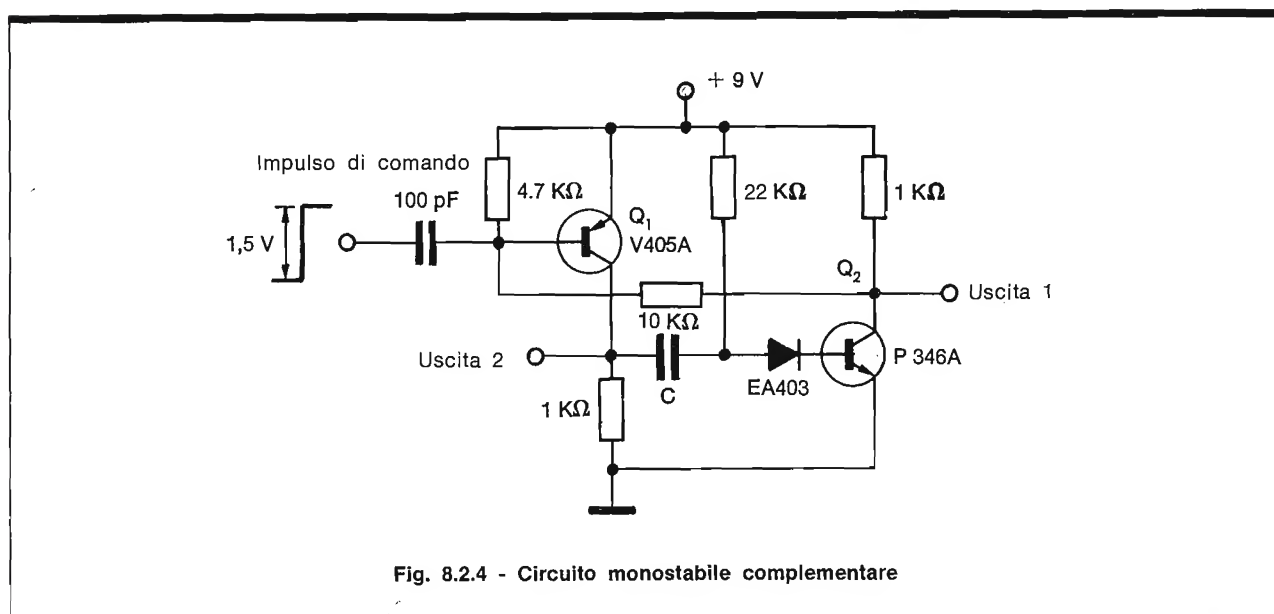 + 9 V
Impulso di comando
100 pF
4.7 KΩ
22 KΩ
1 KΩ
1,5 V
Q1
V405A
Q2
Uscita 1
10 KΩ
Uscita 2
P 346A
C
EA403
1 KΩ
Fig. 8.2.4 - Circuito monostabile complementare